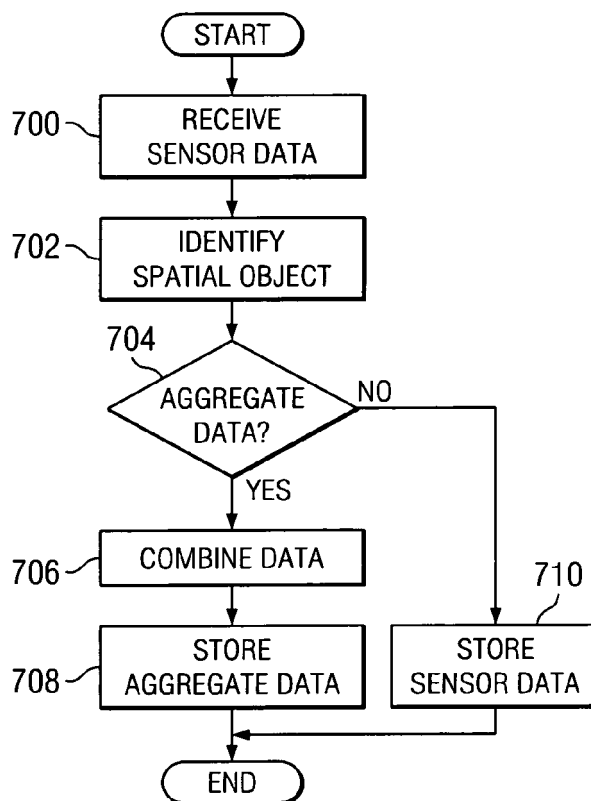 START
700
RECEIVE
SENSOR DATA
702
IDENTIFY
SPATIAL OBJECT
704
AGGREGATE
DATA?
NO
YES
706
COMBINE DATA
710
708
STORE
AGGREGATE DATA
STORE
SENSOR DATA
END